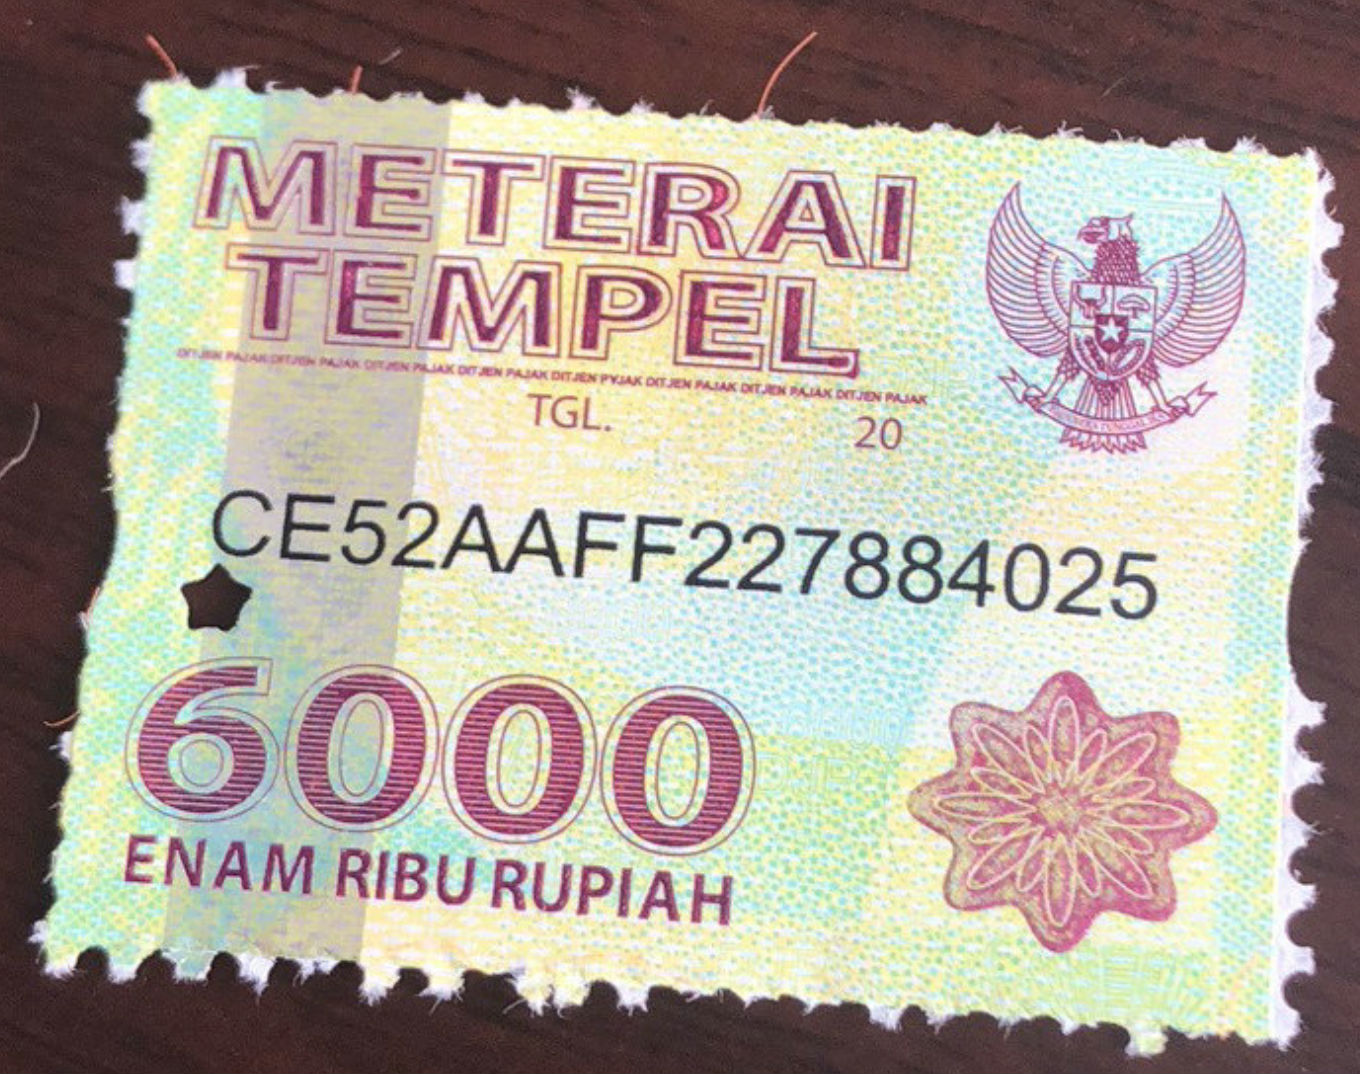 METERAI
TEMPEL
DITJEN PAJAK DITJEN PAJAK DITJEN PAJAK DITJEN PAJAK DITJEN PYJAK DITJEN PAJAK DITJEN PAJAK DITJEN PAJAK
TGL. 20
CE52AAFF227884025
6000
ENAM RIBU RUPIAH